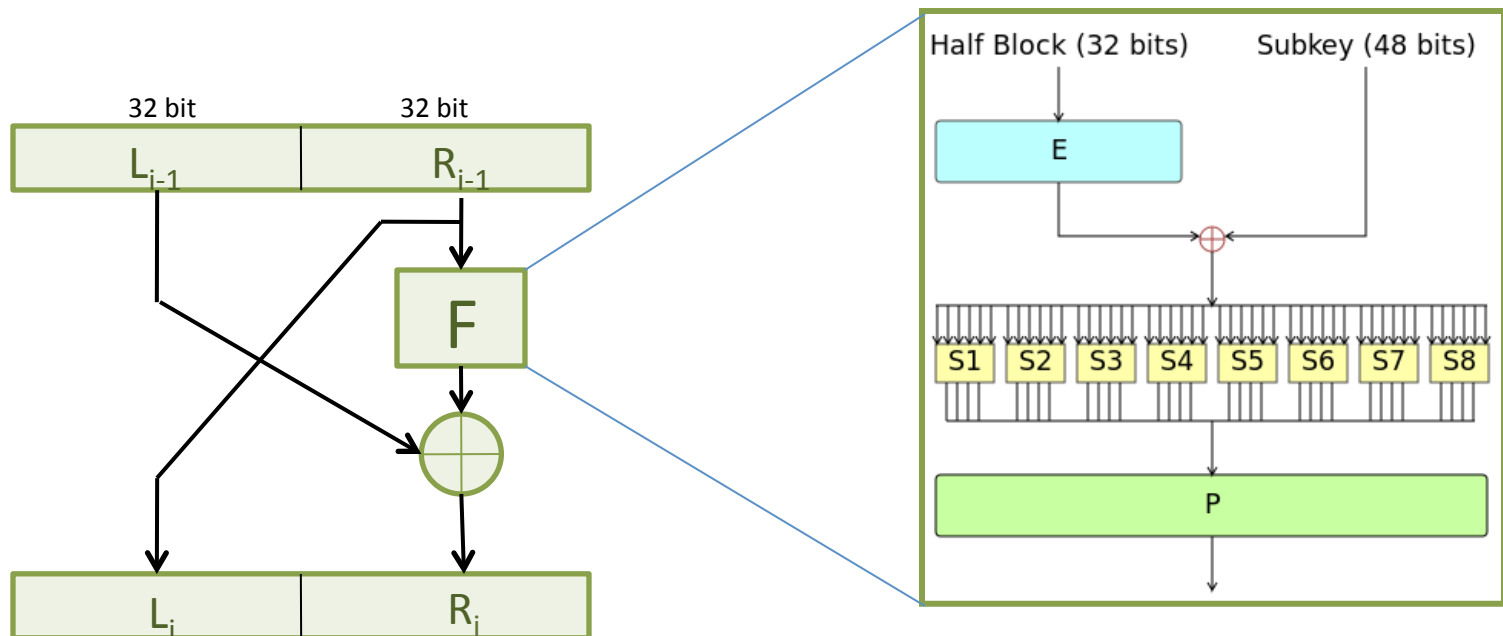 32 bit 32 bit
L_{i-1} R_{i-1}
F
L_i R_i
Half Block (32 bits) Subkey (48 bits)
E
S1 S2 S3 S4 S5 S6 S7 S8
P